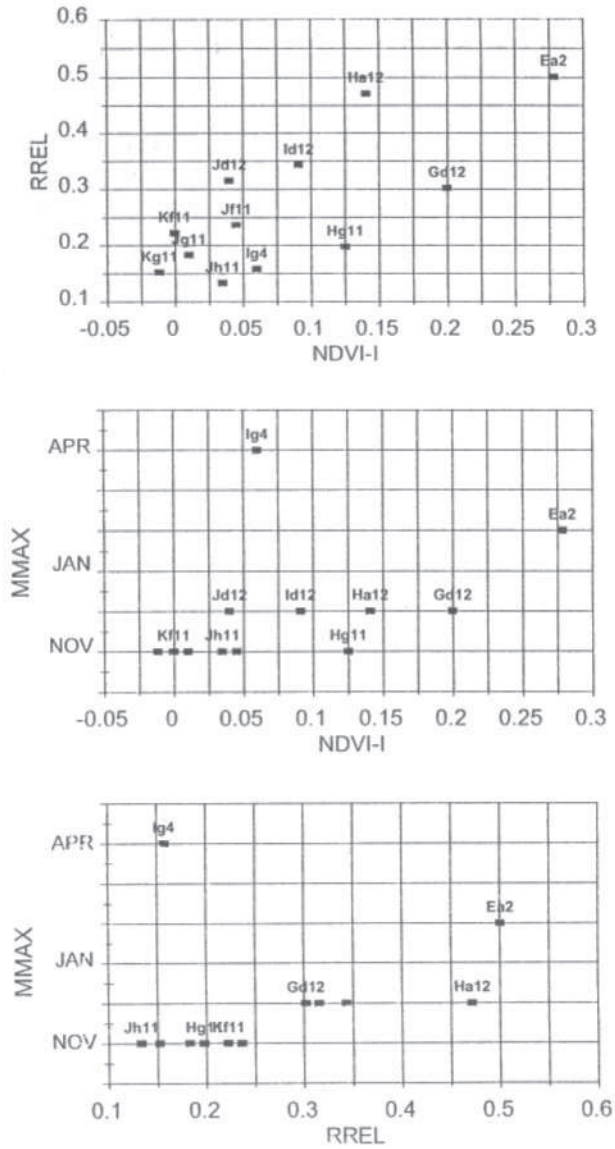 0.6
Ea2
0.5
Ha12
0.4
Id12
Jd12
Gd12
0.3
Kf11
Jf11
Hg11
0.2
Jg11
Kg11
Ig4
Jh11
0.1
RREL
-0.05 0 0.05 0.1 0.15 0.2 0.25 0.3
NDVI-I
APR
Ig4
Ea2
JAN
Jd12 Id12 Ha12 Gd12
NOV
Kf11 Jh11 Hg11
MMAX
-0.05 0 0.05 0.1 0.15 0.2 0.25 0.3
NDVI-I
Ig4
APR
Ea2
JAN
Gd12 Ha12
Jh11 Hg1 Kf11
NOV
MMAX
0.1 0.2 0.3 0.4 0.5 0.6
RREL